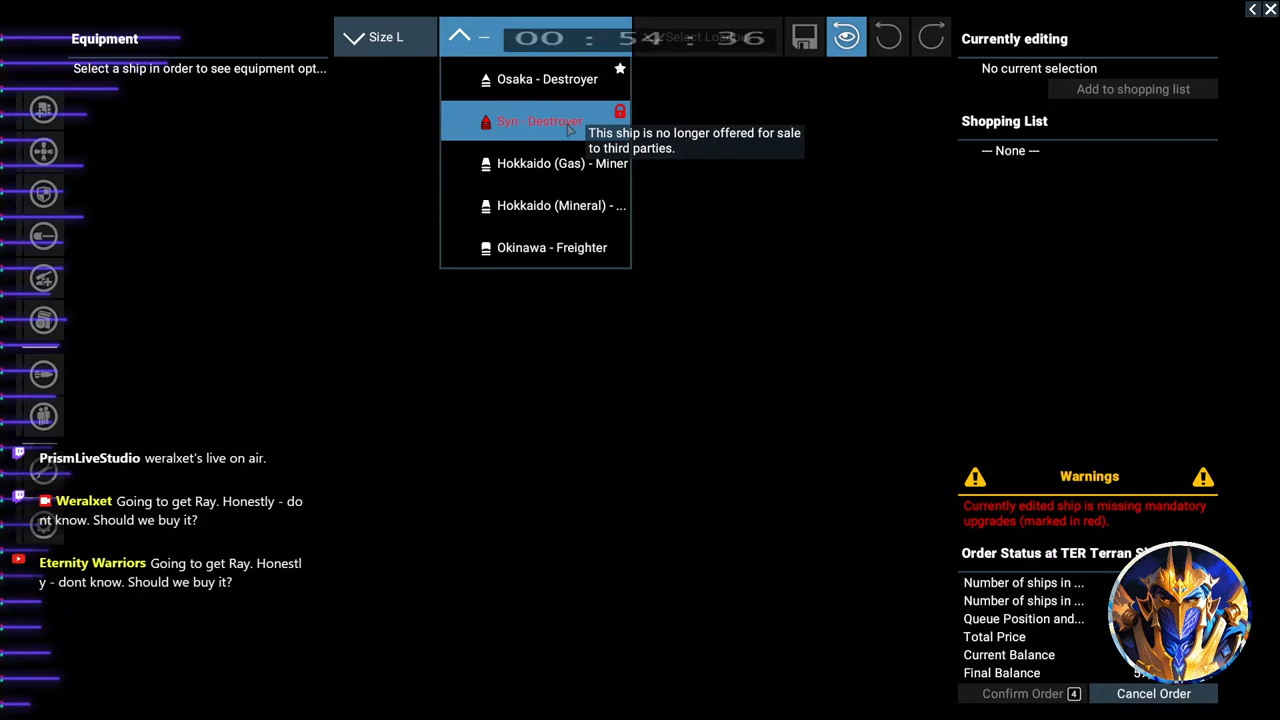 Equipment
Select a ship in order to see equipment opt...
Size L
--
00 : 54 : 36
Osaka - Destroyer
Syn - Destroyer
This ship is no longer offered for sale
to third parties.
Hokkaido (Gas) - Miner
Hokkaido (Mineral) - ...
Okinawa - Freighter
Currently editing
No current selection
Add to shopping list
Shopping List
--- None ---
PrismLiveStudio weralxet's live on air.
Weralxet Going to get Ray. Honestly - do
nt know. Should we buy it?
Eternity Warriors Going to get Ray. Honestl
y - dont know. Should we buy it?
Warnings
Currently edited ship is missing mandatory
upgrades (marked in red).
Order Status at TER Terran
Number of ships in ...
Number of ships in ...
Queue Position and...
Total Price
Current Balance
Final Balance
Confirm Order 4
Cancel Order